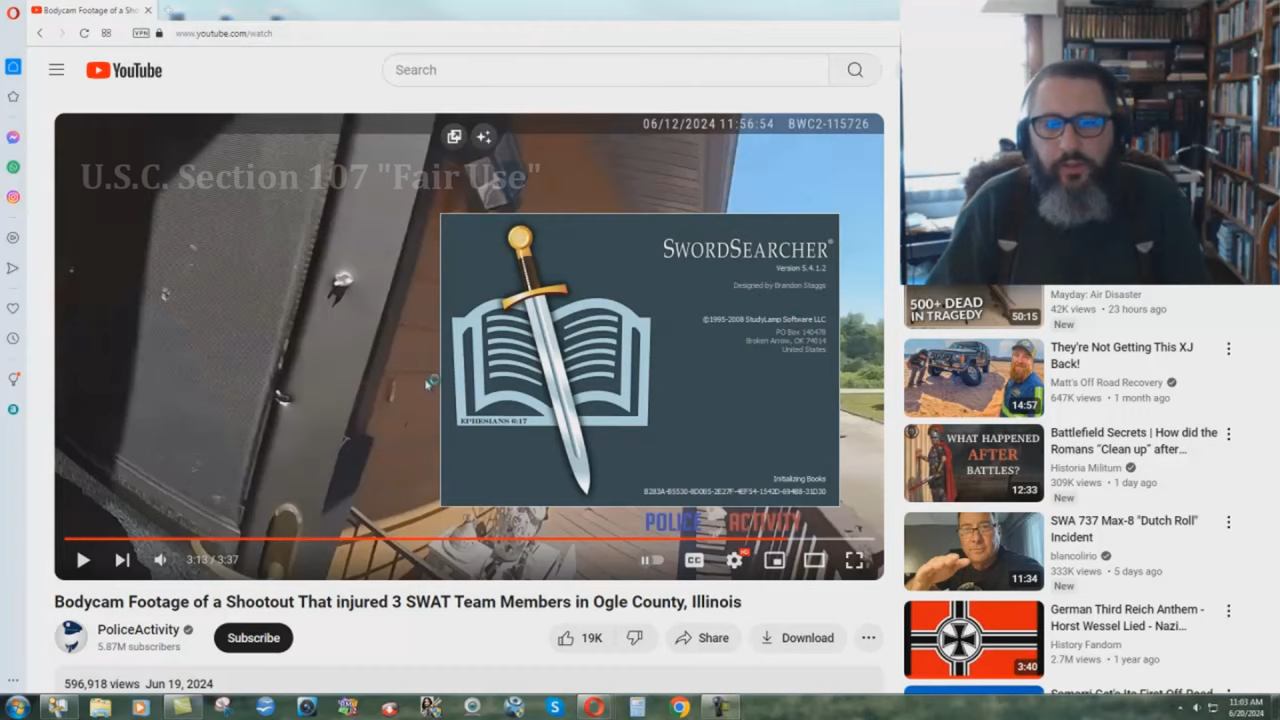 Bodycam Footage of a Sho
VPN
www.youtube.com/watch
YouTube
Search
06/12/2024 11:56:54 BWC2-115726
U.S.C. Section 107 "Fair Use"
SWORDSEARCHER®
Version 5.4.1.2
Designed by Brandon Staggs
©1995-2008 StudyLamp Software LLC
PO Box 140478
Broken Arrow, OK 74014
United States
EPHESIANS 6:17
Initializing Books
POLICE ACTIVITY
3:13 / 3:37
CC
HD
Bodycam Footage of a Shootout That injured 3 SWAT Team Members in Ogle County, Illinois
PoliceActivity
5.87M subscribers
Subscribe
19K
Share
Download
596,918 views Jun 19, 2024
500+ DEAD
IN TRAGEDY
50:15
Mayday: Air Disaster
42K views • 23 hours ago
New
14:57
They're Not Getting This XJ
Back!
Matt's Off Road Recovery
647K views • 1 month ago
WHAT HAPPENED
AFTER
BATTLES?
12:33
Battlefield Secrets | How did the
Romans "Clean up" after...
Historia Militum
309K views • 1 day ago
New
11:34
SWA 737 Max-8 "Dutch Roll"
Incident
blancolirio
333K views • 5 days ago
New
3:40
German Third Reich Anthem -
Horst Wessel Lied - Nazi...
History Fandom
2.7M views • 1 year ago
11:03 AM
6/20/2024